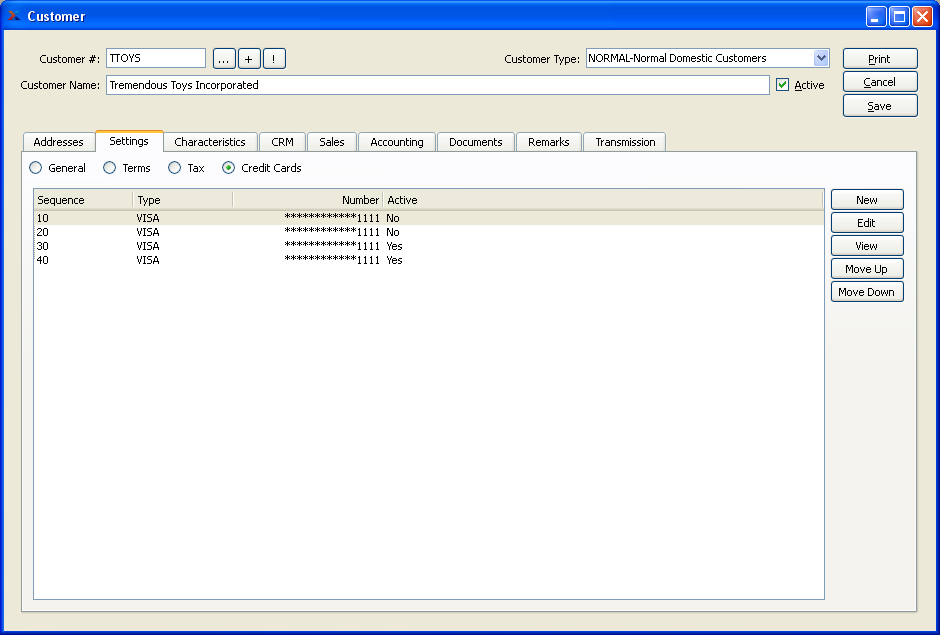 Customer
Customer #: TTOYS ... + ! Customer Type: NORMAL-Normal Domestic Customers Print
Customer Name: Tremendous Toys Incorporated Active Cancel
Save
Addresses Settings Characteristics CRM Sales Accounting Documents Remarks Transmission
General Terms Tax Credit Cards
Sequence Type Number Active New
10 VISA ************1111 No Edit
20 VISA ************1111 No
30 VISA ************1111 Yes View
40 VISA ************1111 Yes Move Up
Move Down